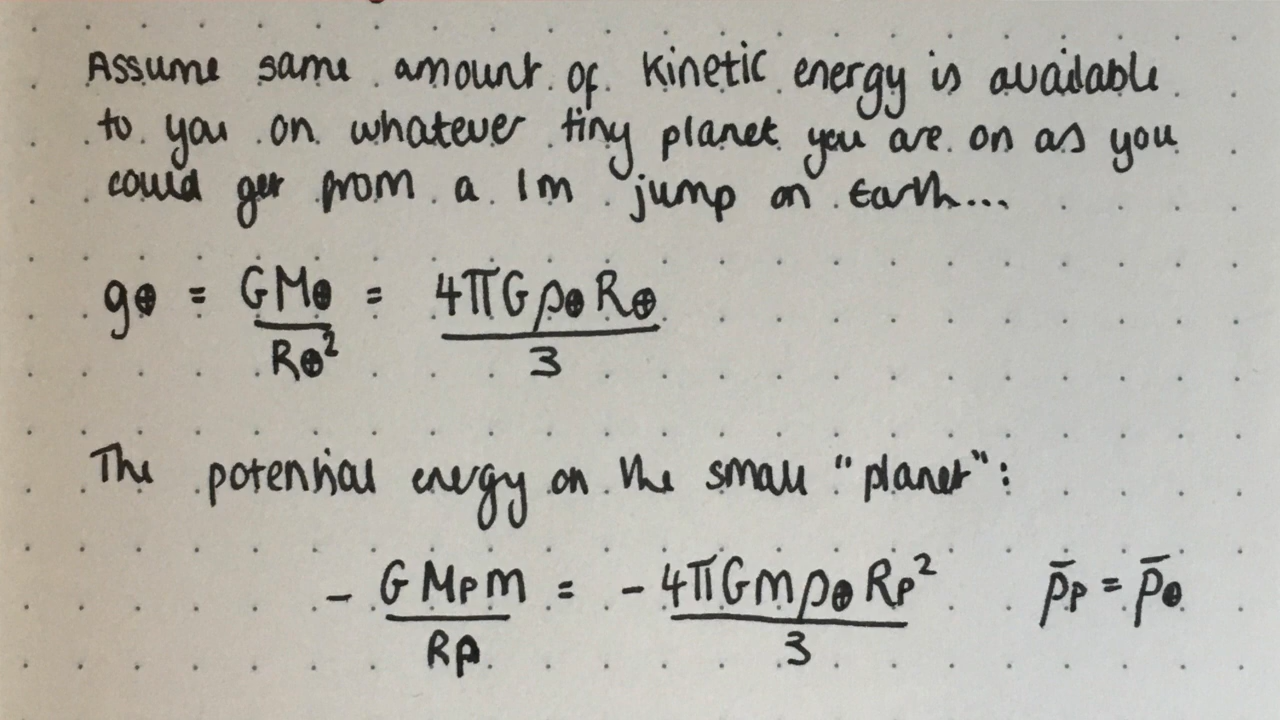 Assume same amount of kinetic energy is available
to you on whatever tiny planet you are on as you
could get from a 1m jump on Earth...
g⊕ = GM⊕/R⊕² = 4πGρ⊕R⊕/3
The potential energy on the small "planet":
- GMpm/Rp = - 4πGmρ⊕Rp²/3 ρ̄p = ρ̄⊕